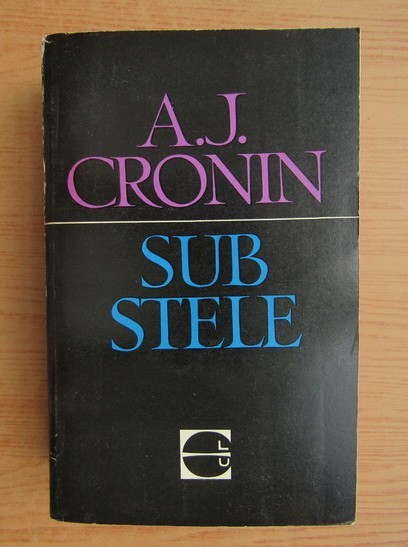 A.J.
CRONIN
SUB
STELE
L
U